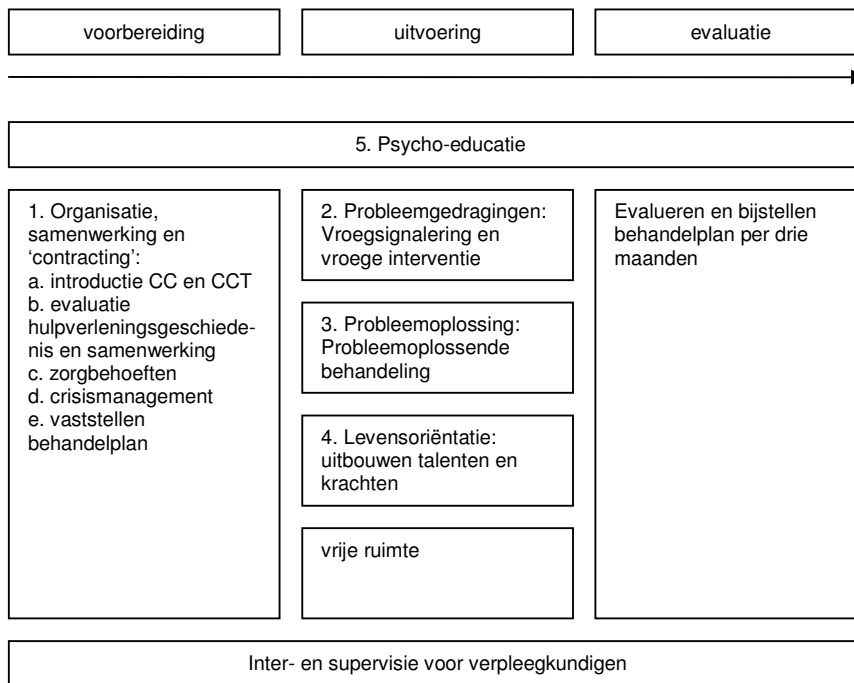 voorbereiding
uitvoering
evaluatie
5. Psycho-educatie
1. Organisatie,
samenwerking en
‘contracting’:
a. introductie CC en CCT
b. evaluatie
hulpverleningsgeschiede-
nis en samenwerking
c. zorgbehoeften
d. crisismanagement
e. vaststellen
behandelplan
2. Probleemgedragingen:
Vroegsignalering en
vroege interventie
3. Probleemoplossing:
Probleemoplossende
behandeling
4. Levensoriëntatie:
uitbouwen talenten en
krachten
vrije ruimte
Evalueren en bijstellen
behandelplan per drie
maanden
Inter- en supervisie voor verpleegkundigen